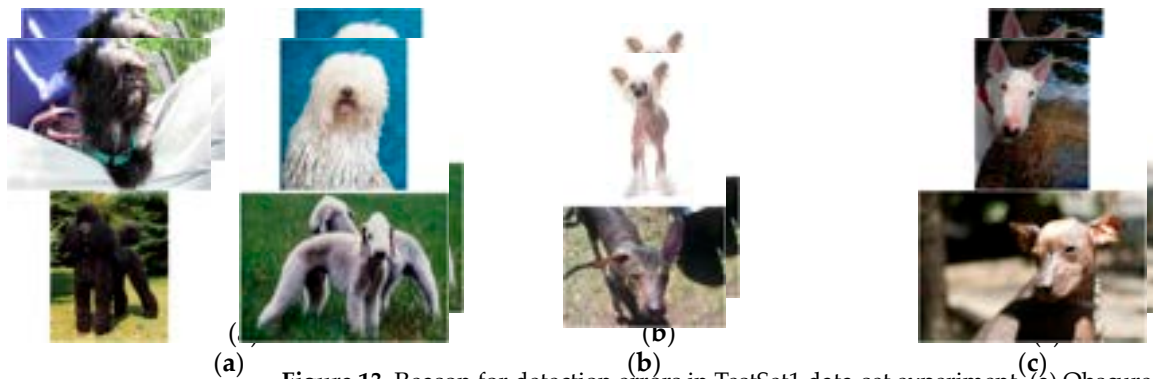 (b)
(a) (b) (c)
Figure 13. Reason for detection errors in TestSet1 data set experiment. (a) Obscure